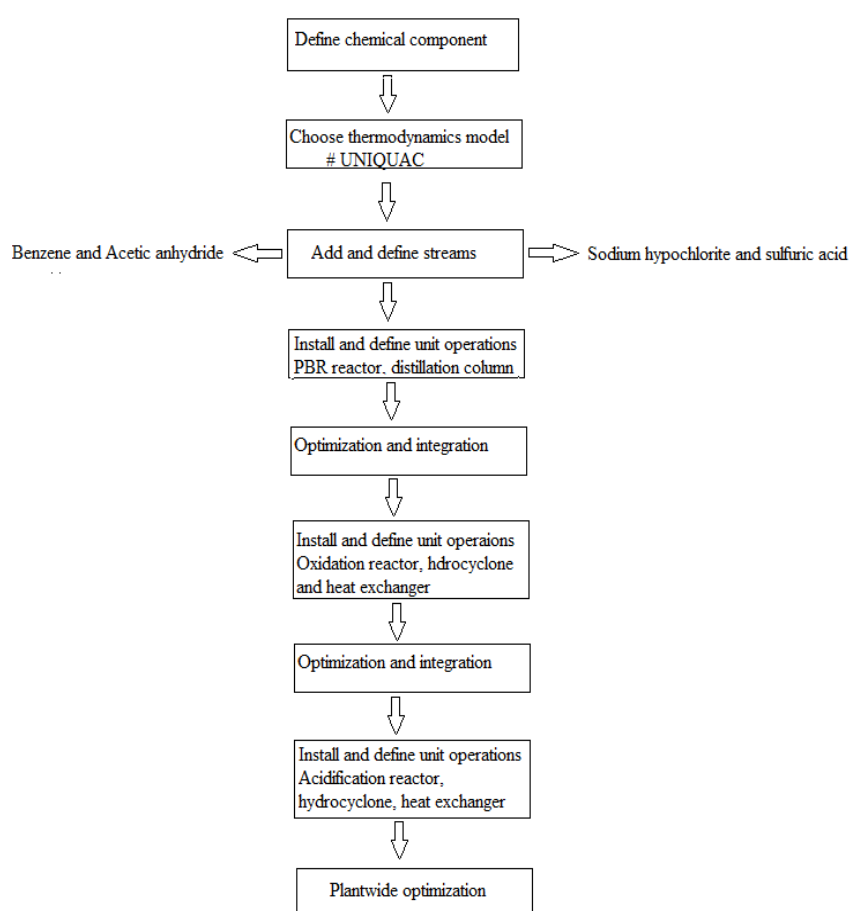 Define chemical component
Choose thermodynamics model
# UNIQUAC
Benzene and Acetic anhydride
Add and define streams
Sodium hypochlorite and sulfuric acid
Install and define unit operations
PBR reactor. distillation column
Optimization and integration
Install and define unit operaions
Oxidation reactor, hdrocyclone
and heat exchanger
Optimization and integration
Install and define unit operations
Acidification reactor,
hydrocyclone, heat exchanger
Plantwide optimization